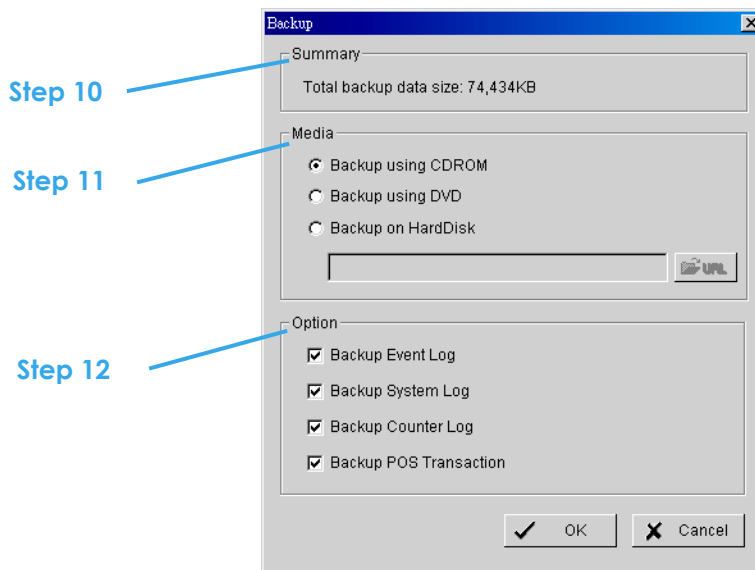 Backup
Summary
Step 10
Total backup data size: 74,434KB
Media
Backup using CDROM
Step 11
Backup using DVD
Backup on HardDisk
URL
Option
Backup Event Log
Step 12
Backup System Log
Backup Counter Log
Backup POS Transaction
OK
Cancel